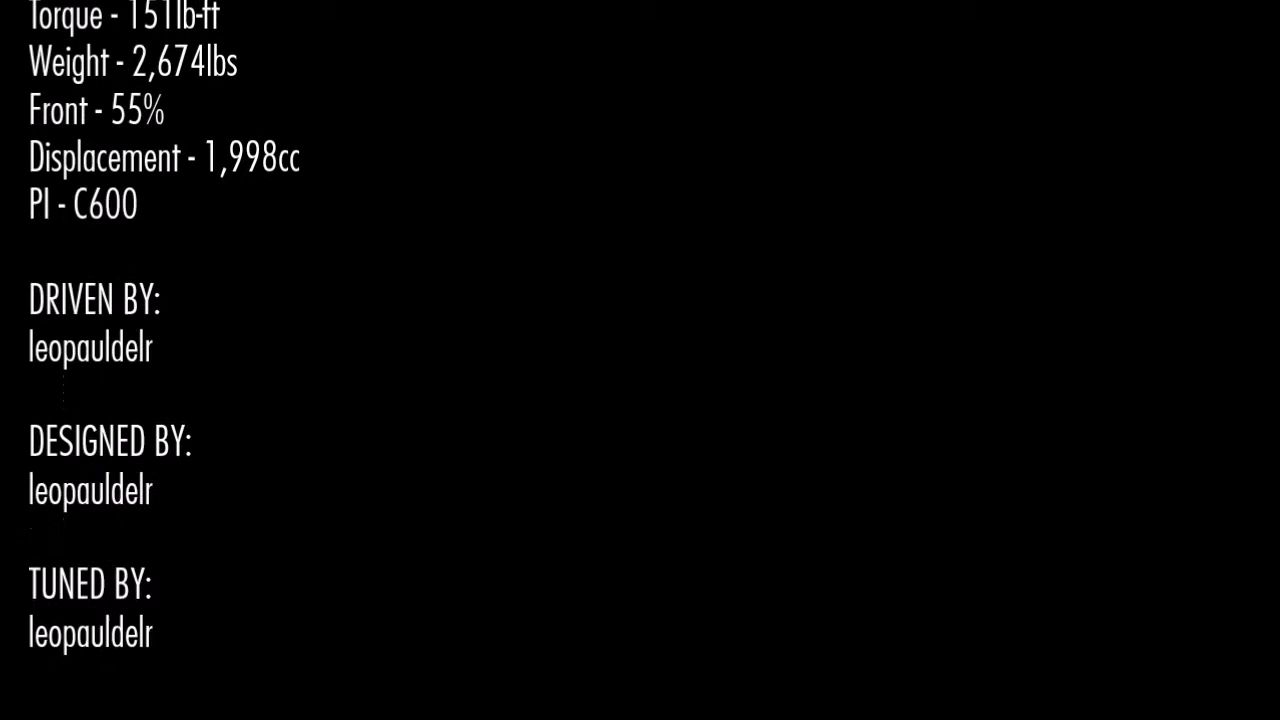 Torque - 151lb-ft
Weight - 2,674lbs
Front - 55%
Displacement - 1,998cc
PI - C600
DRIVEN BY:
leopauldelr
DESIGNED BY:
leopauldelr
TUNED BY:
leopauldelr